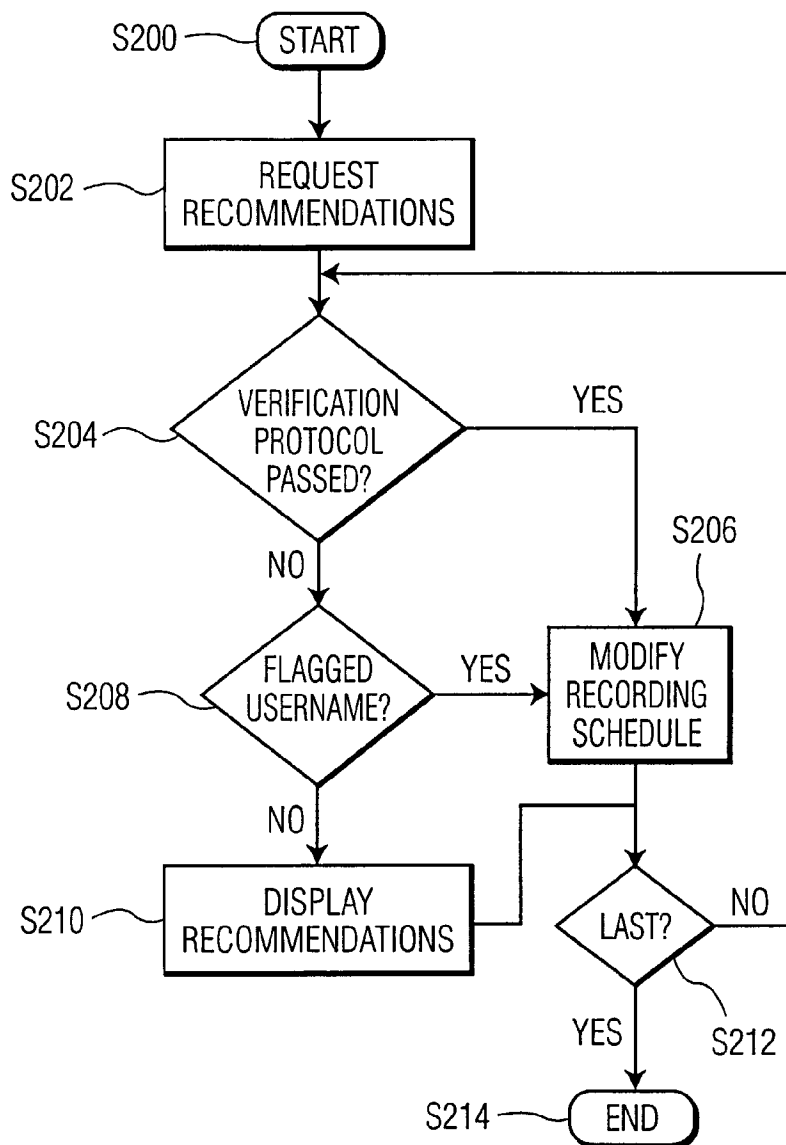 S200
START
S202
REQUEST
RECOMMENDATIONS
S204
VERIFICATION
PROTOCOL
PASSED?
YES
NO
S206
MODIFY
RECORDING
SCHEDULE
S208
FLAGGED
USERNAME?
YES
NO
S210
DISPLAY
RECOMMENDATIONS
LAST?
NO
S212
YES
S214
END